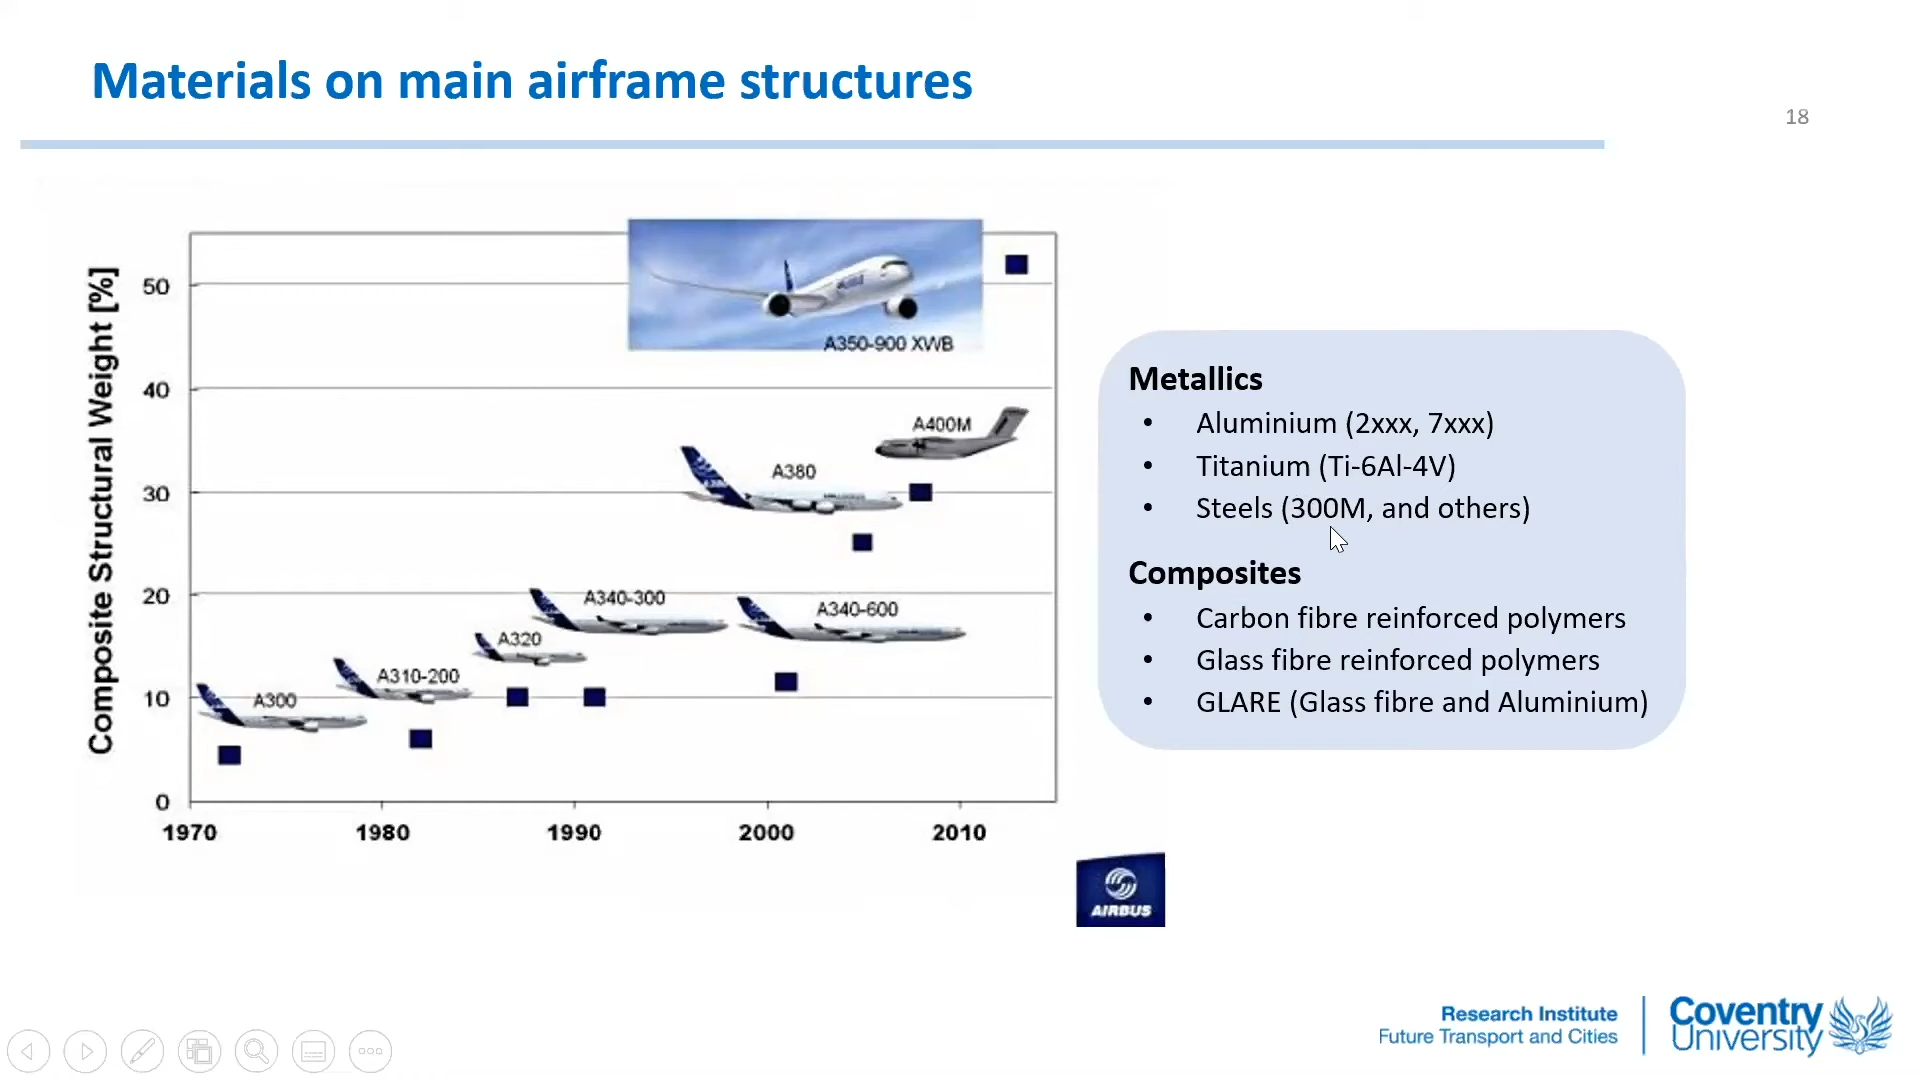 Materials on main airframe structures
18
Composite Structural Weight [%]
50
40
30
20
10
0
1970
1980
1990
2000
2010
A350-900 XWB
A400M
A380
A340-300
A340-600
A320
A310-200
A300
AIRBUS
Metallics
• Aluminium (2xxx, 7xxx)
• Titanium (Ti-6Al-4V)
• Steels (300M, and others)
Composites
• Carbon fibre reinforced polymers
• Glass fibre reinforced polymers
• GLARE (Glass fibre and Aluminium)
Research Institute
Future Transport and Cities
Coventry
University